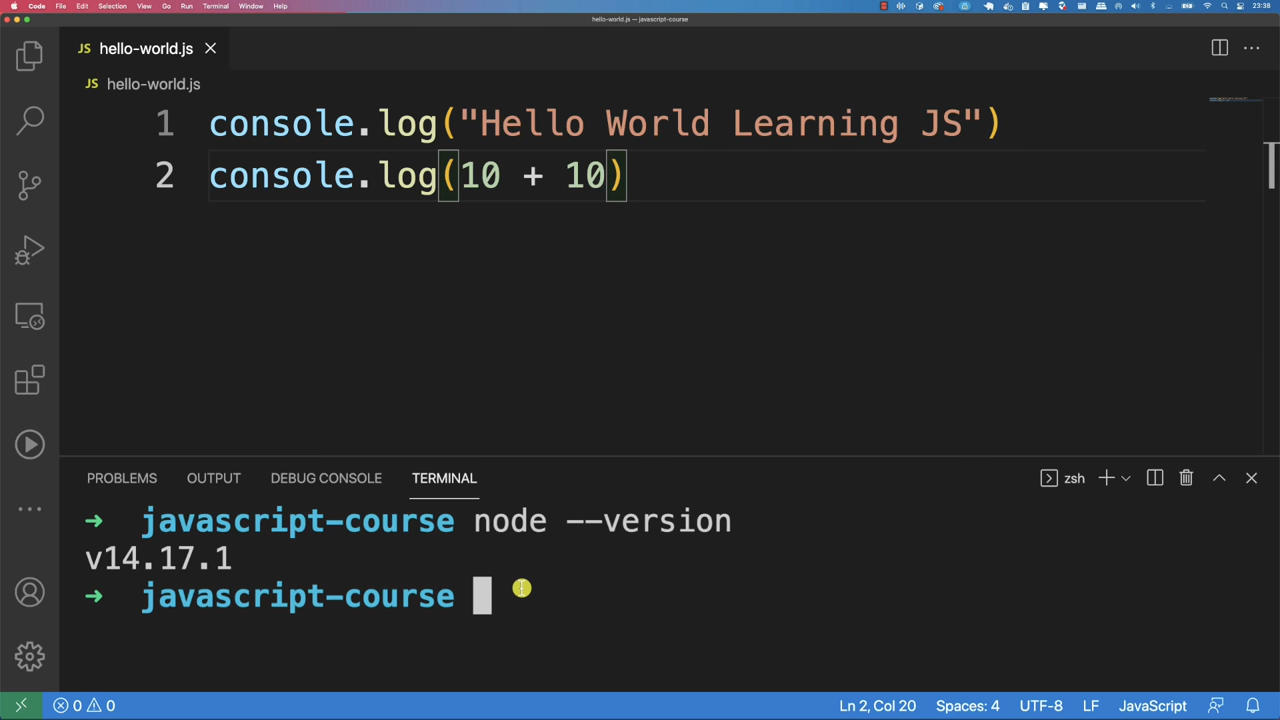 Code File Edit Selection View Go Run Terminal Window Help 23:38
hello-world.js — javascript-course
JS hello-world.js
JS hello-world.js
1 console.log("Hello World Learning JS")
2 console.log(10 + 10)
PROBLEMS OUTPUT DEBUG CONSOLE TERMINAL zsh
➜ javascript-course node --version
v14.17.1
➜ javascript-course
0 0 Ln 2, Col 20 Spaces: 4 UTF-8 LF JavaScript